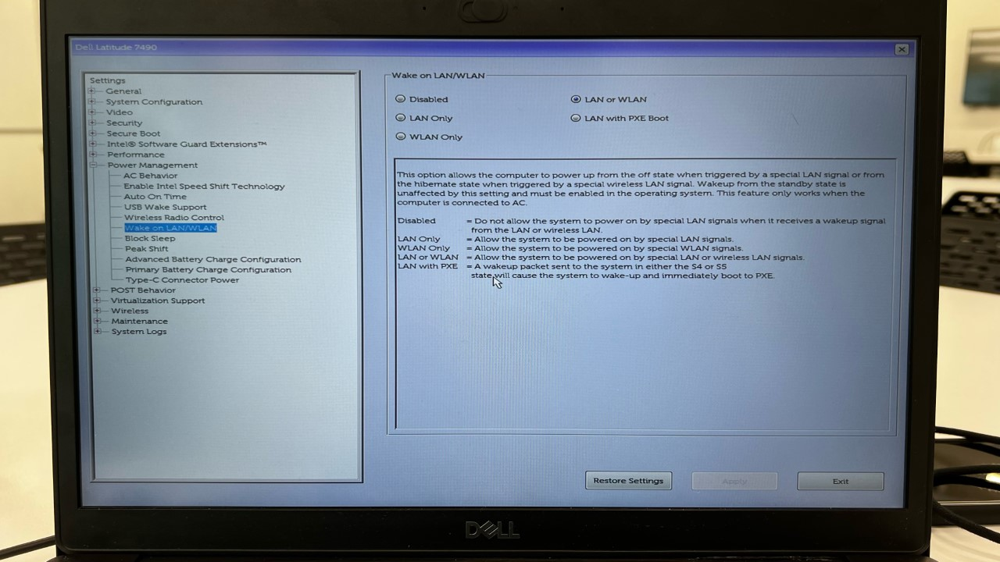 Dell Latitude 7490
Settings
General
System Configuration
Video
Security
Secure Boot
Intel® Software Guard Extensions™
Performance
Power Management
AC Behavior
Enable Intel Speed Shift Technology
Auto On Time
USB Wake Support
Wireless Radio Control
Wake on LAN/WLAN
Block Sleep
Peak Shift
Advanced Battery Charge Configuration
Primary Battery Charge Configuration
Type-C Connector Power
POST Behavior
Virtualization Support
Wireless
Maintenance
System Logs
Wake on LAN/WLAN
Disabled
LAN or WLAN
LAN Only
LAN with PXE Boot
WLAN Only
This option allows the computer to power up from the off state when triggered by a special LAN signal or from
the hibernate state when triggered by a special wireless LAN signal. Wakeup from the standby state is
unaffected by this setting and must be enabled in the operating system. This feature only works when the
computer is connected to AC.
Disabled = Do not allow the system to power on by special LAN signals when it receives a wakeup signal
from the LAN or wireless LAN.
LAN Only = Allow the system to be powered on by special LAN signals.
WLAN Only = Allow the system to be powered on by special WLAN signals.
LAN or WLAN = Allow the system to be powered on by special LAN or wireless LAN signals.
LAN with PXE = A wakeup packet sent to the system in either the S4 or S5
state will cause the system to wake-up and immediately boot to PXE.
Restore Settings
Apply
Exit
DELL